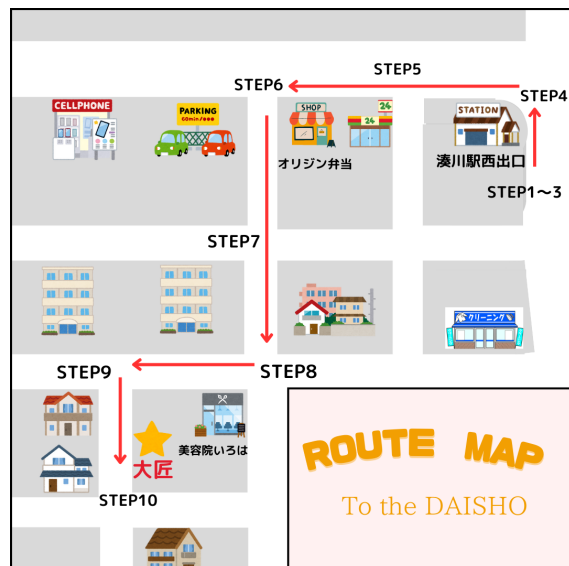 STEP5
STEP6
STEP4
CELLPHONE
PARKING
60min/●●●
SHOP
24
24
STATION
オリジン弁当
湊川駅西出口
STEP1〜3
STEP7
クリーニング
STEP9
STEP8
美容院いろは
大匠
STEP10
ROUTE MAP
To the DAISHO